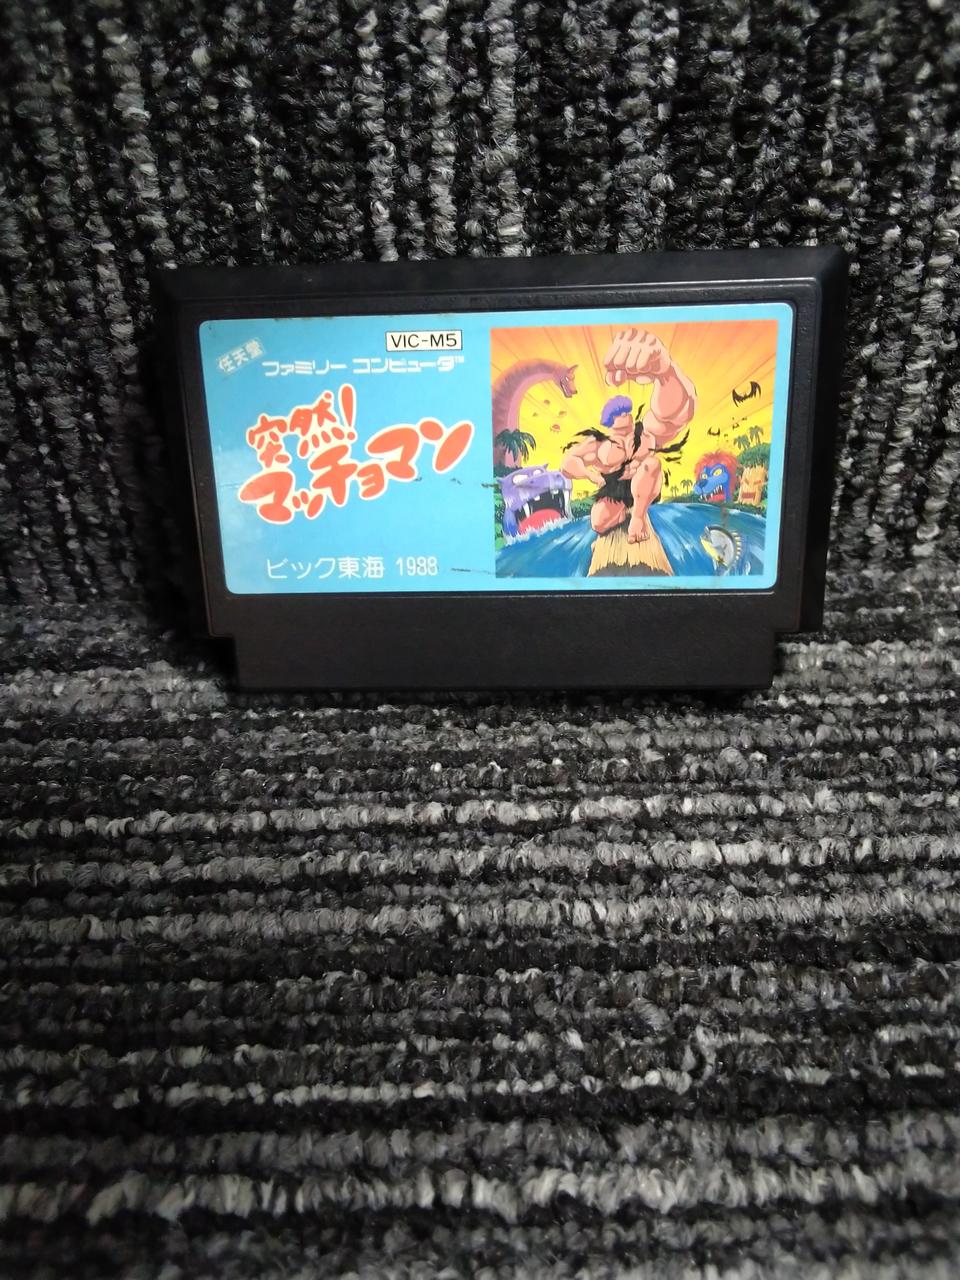 VIC-M5
任天堂
ファミリー コンピュータ™
突然!
マッチョマン
ビック東海 1988